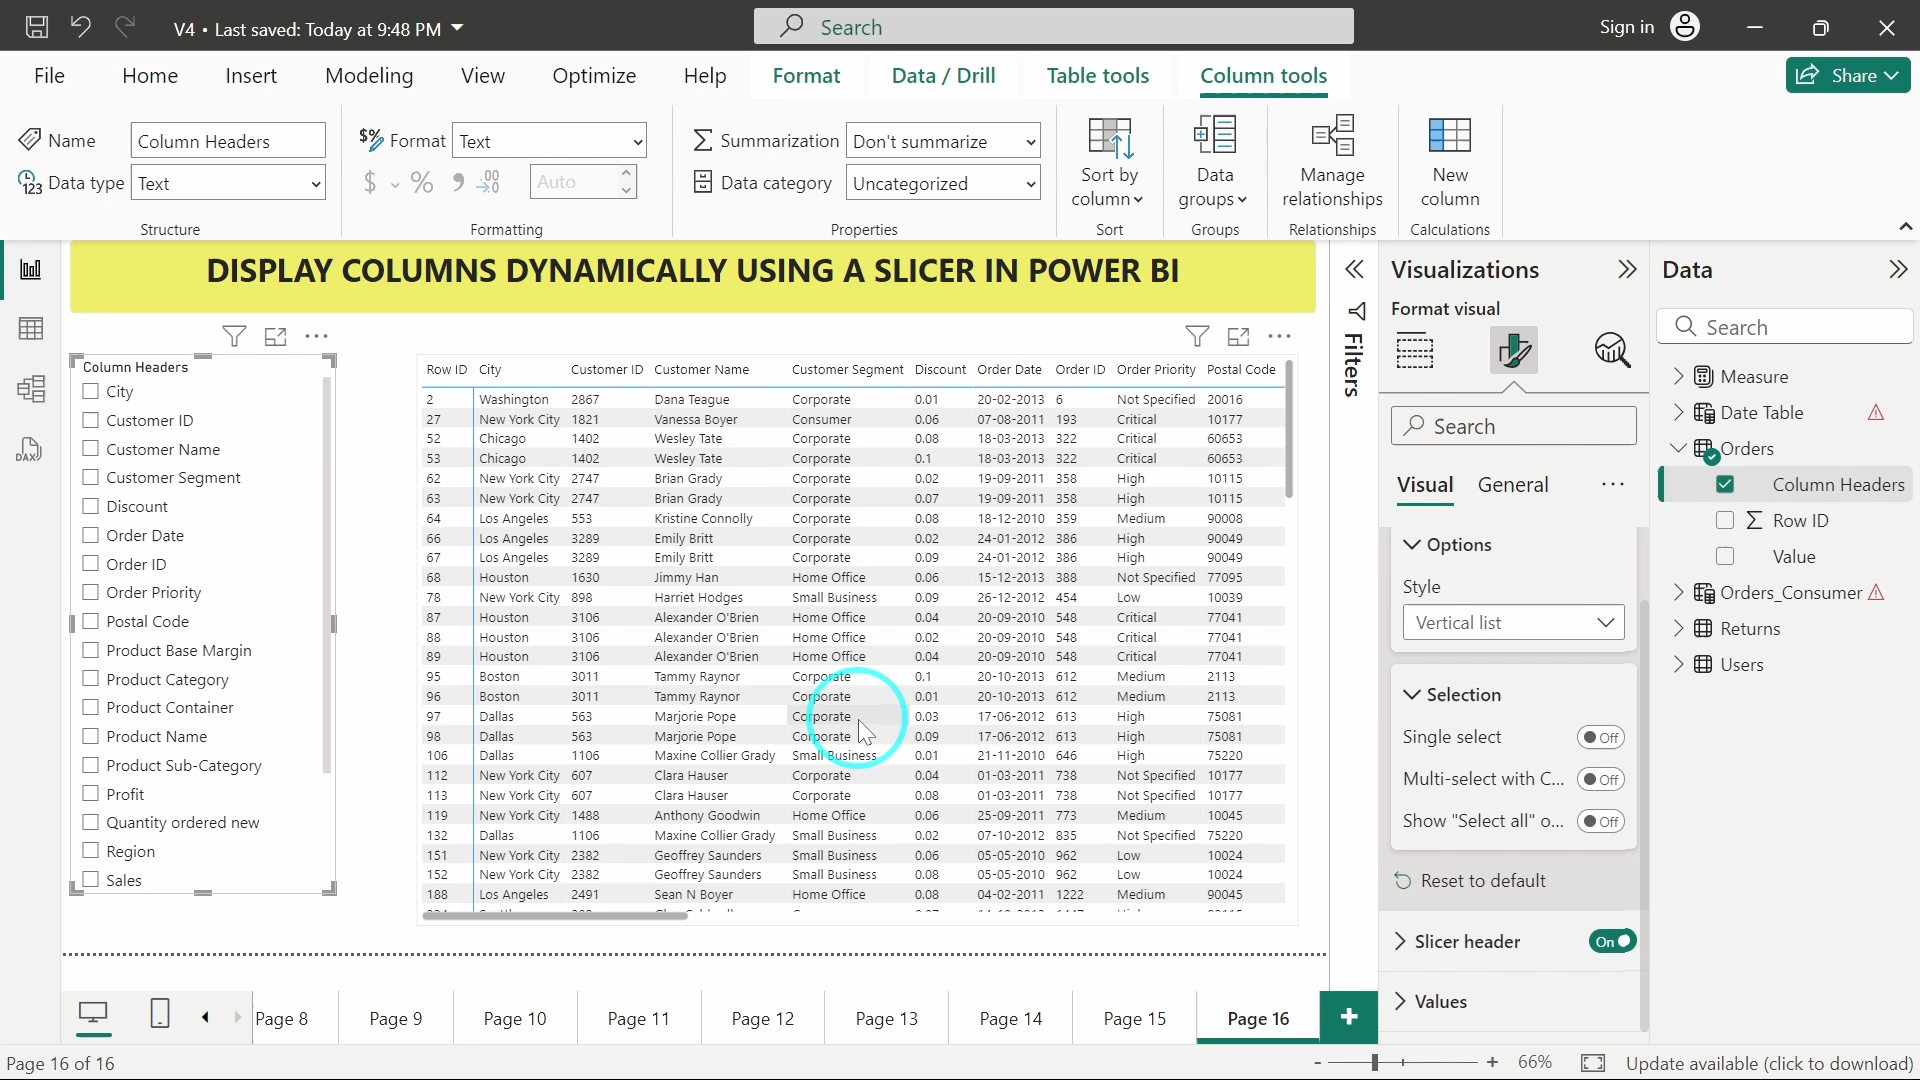 V4 • Last saved: Today at 9:48 PM
Search
Sign in
File Home Insert Modeling View Optimize Help Format Data / Drill Table tools Column tools
Share
Name Column Headers
$% Format Text
Summarization Don't summarize
Data type Text
$ % 9 .00 Auto
Data category Uncategorized
Sort by column
Data groups
Manage relationships
New column
Structure Formatting Properties Sort Groups Relationships Calculations
DISPLAY COLUMNS DYNAMICALLY USING A SLICER IN POWER BI
Column Headers
City
Customer ID
Customer Name
Customer Segment
Discount
Order Date
Order ID
Order Priority
Postal Code
Product Base Margin
Product Category
Product Container
Product Name
Product Sub-Category
Profit
Quantity ordered new
Region
Sales
Row ID City Customer ID Customer Name Customer Segment Discount Order Date Order ID Order Priority Postal Code
2 Washington 2867 Dana Teague Corporate 0.01 20-02-2013 6 Not Specified 20016
27 New York City 1821 Vanessa Boyer Consumer 0.06 07-08-2011 193 Critical 10177
52 Chicago 1402 Wesley Tate Corporate 0.08 18-03-2013 322 Critical 60653
53 Chicago 1402 Wesley Tate Corporate 0.1 18-03-2013 322 Critical 60653
62 New York City 2747 Brian Grady Corporate 0.02 19-09-2011 358 High 10115
63 New York City 2747 Brian Grady Corporate 0.07 19-09-2011 358 High 10115
64 Los Angeles 553 Kristine Connolly Corporate 0.08 18-12-2010 359 Medium 90008
66 Los Angeles 3289 Emily Britt Corporate 0.02 24-01-2012 386 High 90049
67 Los Angeles 3289 Emily Britt Corporate 0.09 24-01-2012 386 High 90049
68 Houston 1630 Jimmy Han Home Office 0.06 15-12-2013 388 Not Specified 77095
78 New York City 898 Harriet Hodges Small Business 0.09 26-12-2012 454 Low 10039
87 Houston 3106 Alexander O'Brien Home Office 0.04 20-09-2010 548 Critical 77041
88 Houston 3106 Alexander O'Brien Home Office 0.02 20-09-2010 548 Critical 77041
89 Houston 3106 Alexander O'Brien Home Office 0.04 20-09-2010 548 Critical 77041
95 Boston 3011 Tammy Raynor Corporate 0.1 20-10-2013 612 Medium 2113
96 Boston 3011 Tammy Raynor Corporate 0.01 20-10-2013 612 Medium 2113
97 Dallas 563 Marjorie Pope Corporate 0.03 17-06-2012 613 High 75081
98 Dallas 563 Marjorie Pope Corporate 0.09 17-06-2012 613 High 75081
106 Dallas 1106 Maxine Collier Grady Small Business 0.01 21-11-2010 646 High 75220
112 New York City 607 Clara Hauser Corporate 0.04 01-03-2011 738 Not Specified 10177
113 New York City 607 Clara Hauser Corporate 0.08 01-03-2011 738 Not Specified 10177
119 New York City 1488 Anthony Goodwin Home Office 0.06 25-09-2011 773 Medium 10045
132 Dallas 1106 Maxine Collier Grady Small Business 0.02 07-10-2012 835 Not Specified 75220
151 New York City 2382 Geoffrey Saunders Small Business 0.06 05-05-2010 962 Low 10024
152 New York City 2382 Geoffrey Saunders Small Business 0.08 05-05-2010 962 Low 10024
188 Los Angeles 2491 Sean N Boyer Home Office 0.08 04-02-2011 1222 Medium 90045
Filters
Visualizations
Format visual
Search
Visual General ...
Options
Style
Vertical list
Selection
Single select Off
Multi-select with C... Off
Show "Select all" o... Off
Reset to default
Slicer header On
Values
Data
Search
Measure
Date Table
Orders
Column Headers
Σ Row ID
Value
Orders_Consumer
Returns
Users
DAX
Page 8 Page 9 Page 10 Page 11 Page 12 Page 13 Page 14 Page 15 Page 16 +
Page 16 of 16
- + 66%
Update available (click to download)